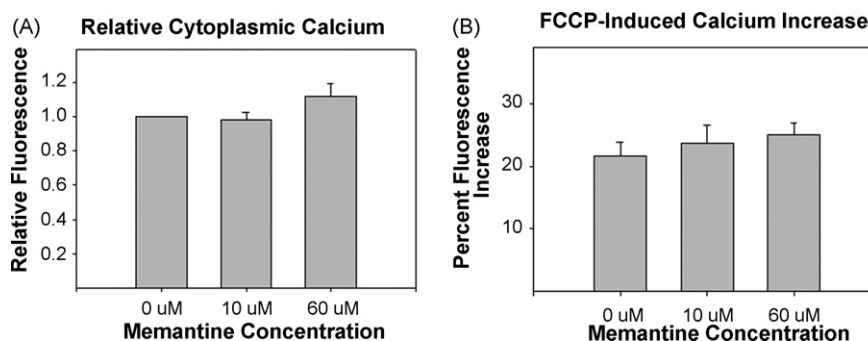 (A)
Relative Cytoplasmic Calcium
Relative Fluorescence
1.2
1.0
0.8
0.6
0.4
0.2
0 uM 10 uM 60 uM
Memantine Concentration
(B)
FCCP-Induced Calcium Increase
Percent Fluorescence
Increase
30
20
10
0 uM 10 uM 60 uM
Memantine Concentration